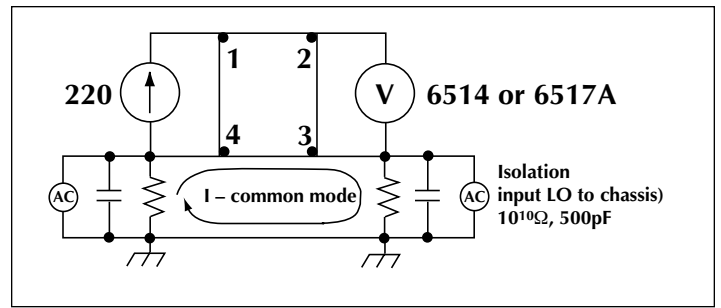 1
2
220
V
6514 or 6517A
4
3
AC
I – common mode
AC
Isolation
input LO to chassis)
10¹⁰Ω, 500pF